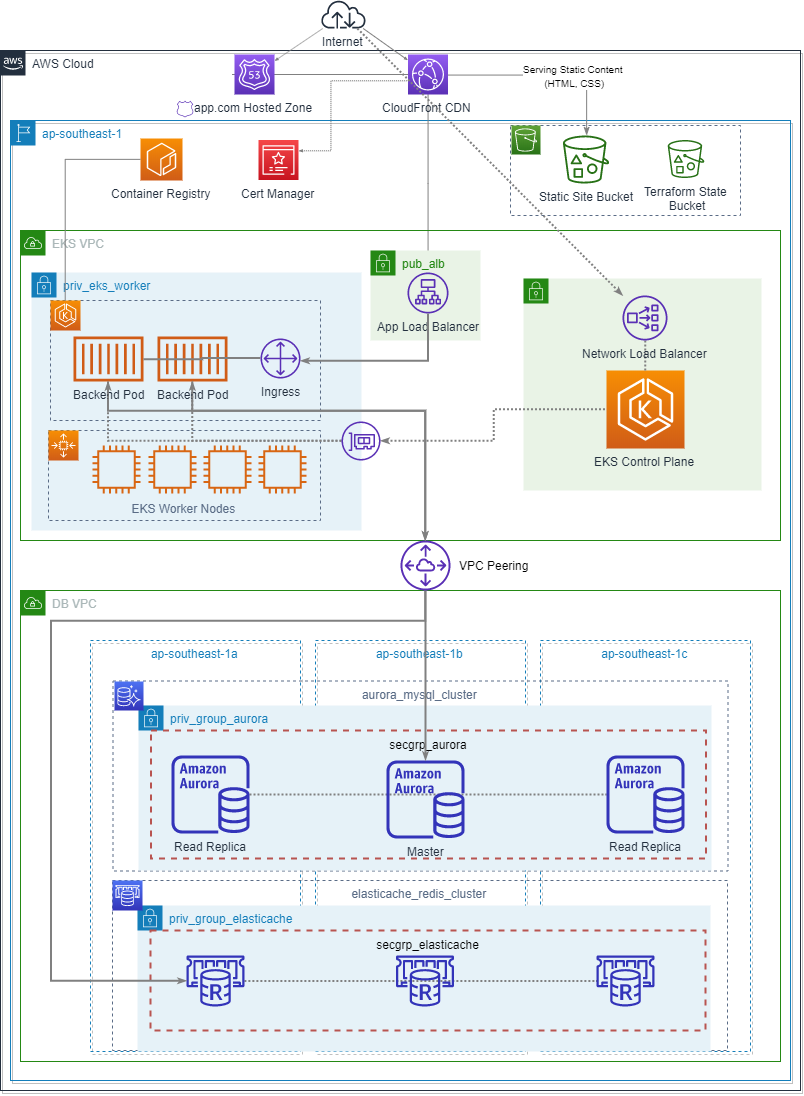 Internet
aws
AWS Cloud
53
Serving Static Content
(HTML, CSS)
app.com Hosted Zone
CloudFront CDN
ap-southeast-1
Container Registry
Cert Manager
Static Site Bucket
Terraform State
Bucket
EKS VPC
pub_alb
priv_eks_worker
K
App Load Balancer
Network Load Balancer
Backend Pod
Backend Pod
Ingress
K
EKS Control Plane
EKS Worker Nodes
VPC Peering
DB VPC
ap-southeast-1a
ap-southeast-1b
ap-southeast-1c
aurora_mysql_cluster
priv_group_aurora
secgrp_aurora
Amazon
Aurora
Amazon
Aurora
Amazon
Aurora
Read Replica
Master
Read Replica
elasticache_redis_cluster
priv_group_elasticache
secgrp_elasticache
R
R
R